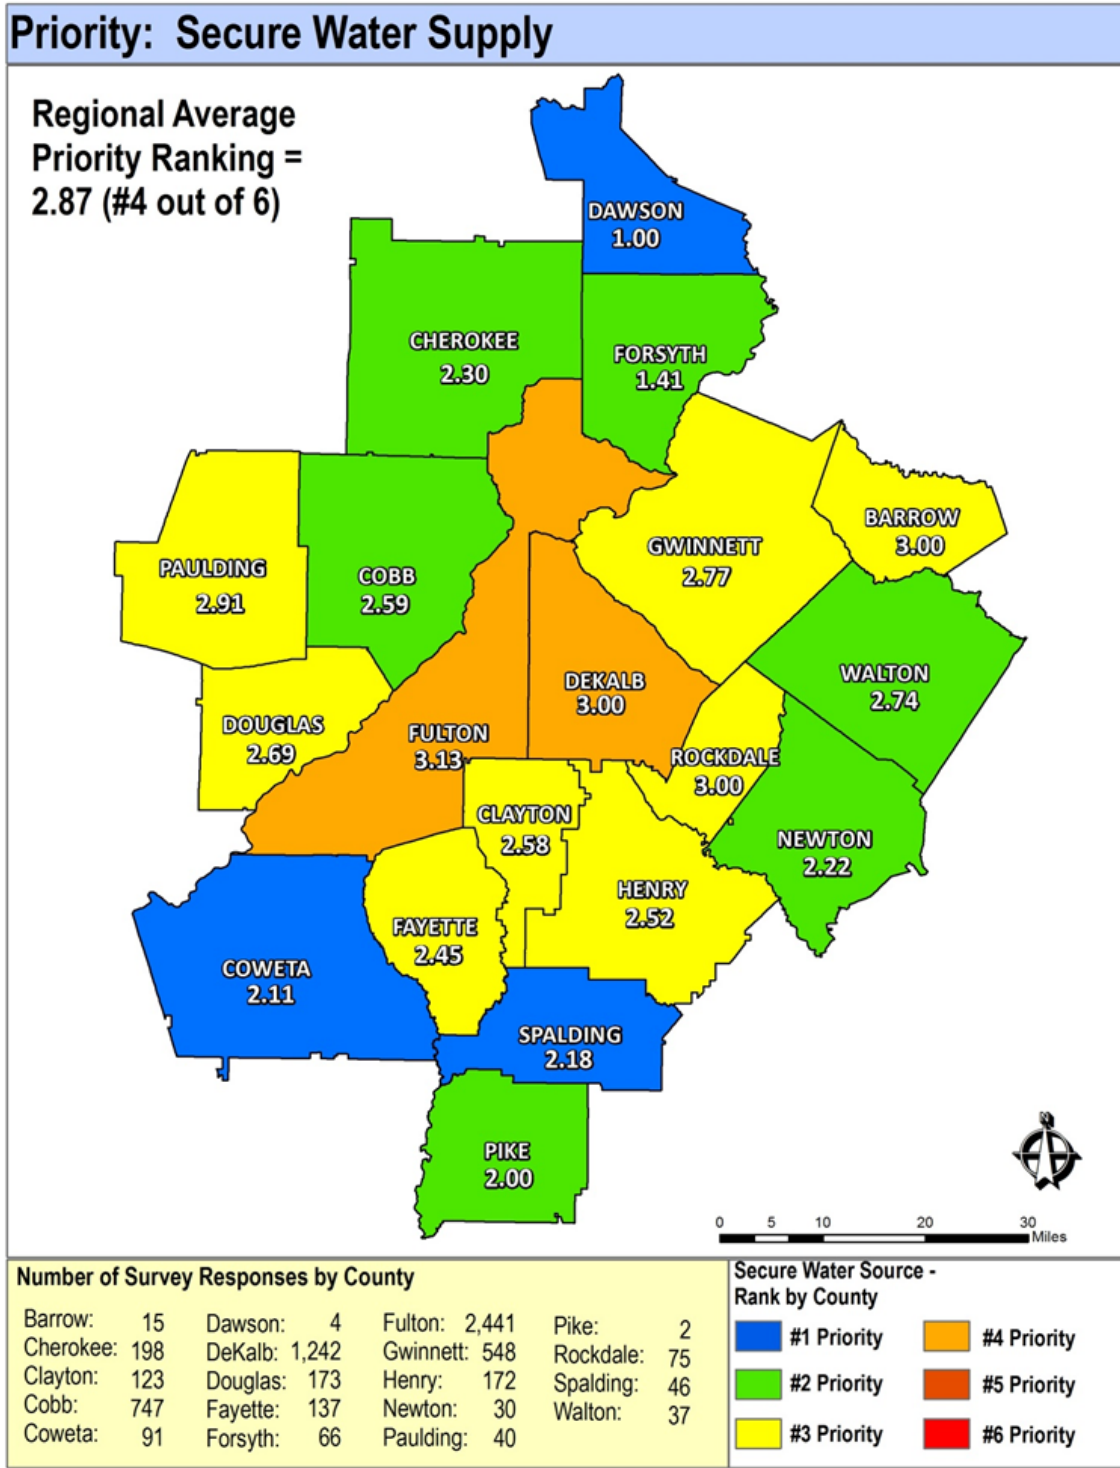 Priority: Secure Water Supply
Regional Average
Priority Ranking =
2.87 (#4 out of 6)
DAWSON
1.00
CHEROKEE
2.30
FORSYTH
1.41
BARROW
3.00
GWINNETT
2.77
PAULDING
2.91
COBB
2.59
WALTON
2.74
DEKALB
3.00
DOUGLAS
2.69
FULTON
3.13
ROCKDALE
3.00
CLAYTON
2.58
NEWTON
2.22
HENRY
2.52
FAYETTE
2.45
COWETA
2.11
SPALDING
2.18
PIKE
2.00
N
0 5 10 20 30
Miles
Number of Survey Responses by County
Barrow: 15
Cherokee: 198
Clayton: 123
Cobb: 747
Coweta: 91
Dawson: 4
DeKalb: 1,242
Douglas: 173
Fayette: 137
Forsyth: 66
Fulton: 2,441
Gwinnett: 548
Henry: 172
Newton: 30
Paulding: 40
Pike: 2
Rockdale: 75
Spalding: 46
Walton: 37
Secure Water Source -
Rank by County
#1 Priority
#2 Priority
#3 Priority
#4 Priority
#5 Priority
#6 Priority